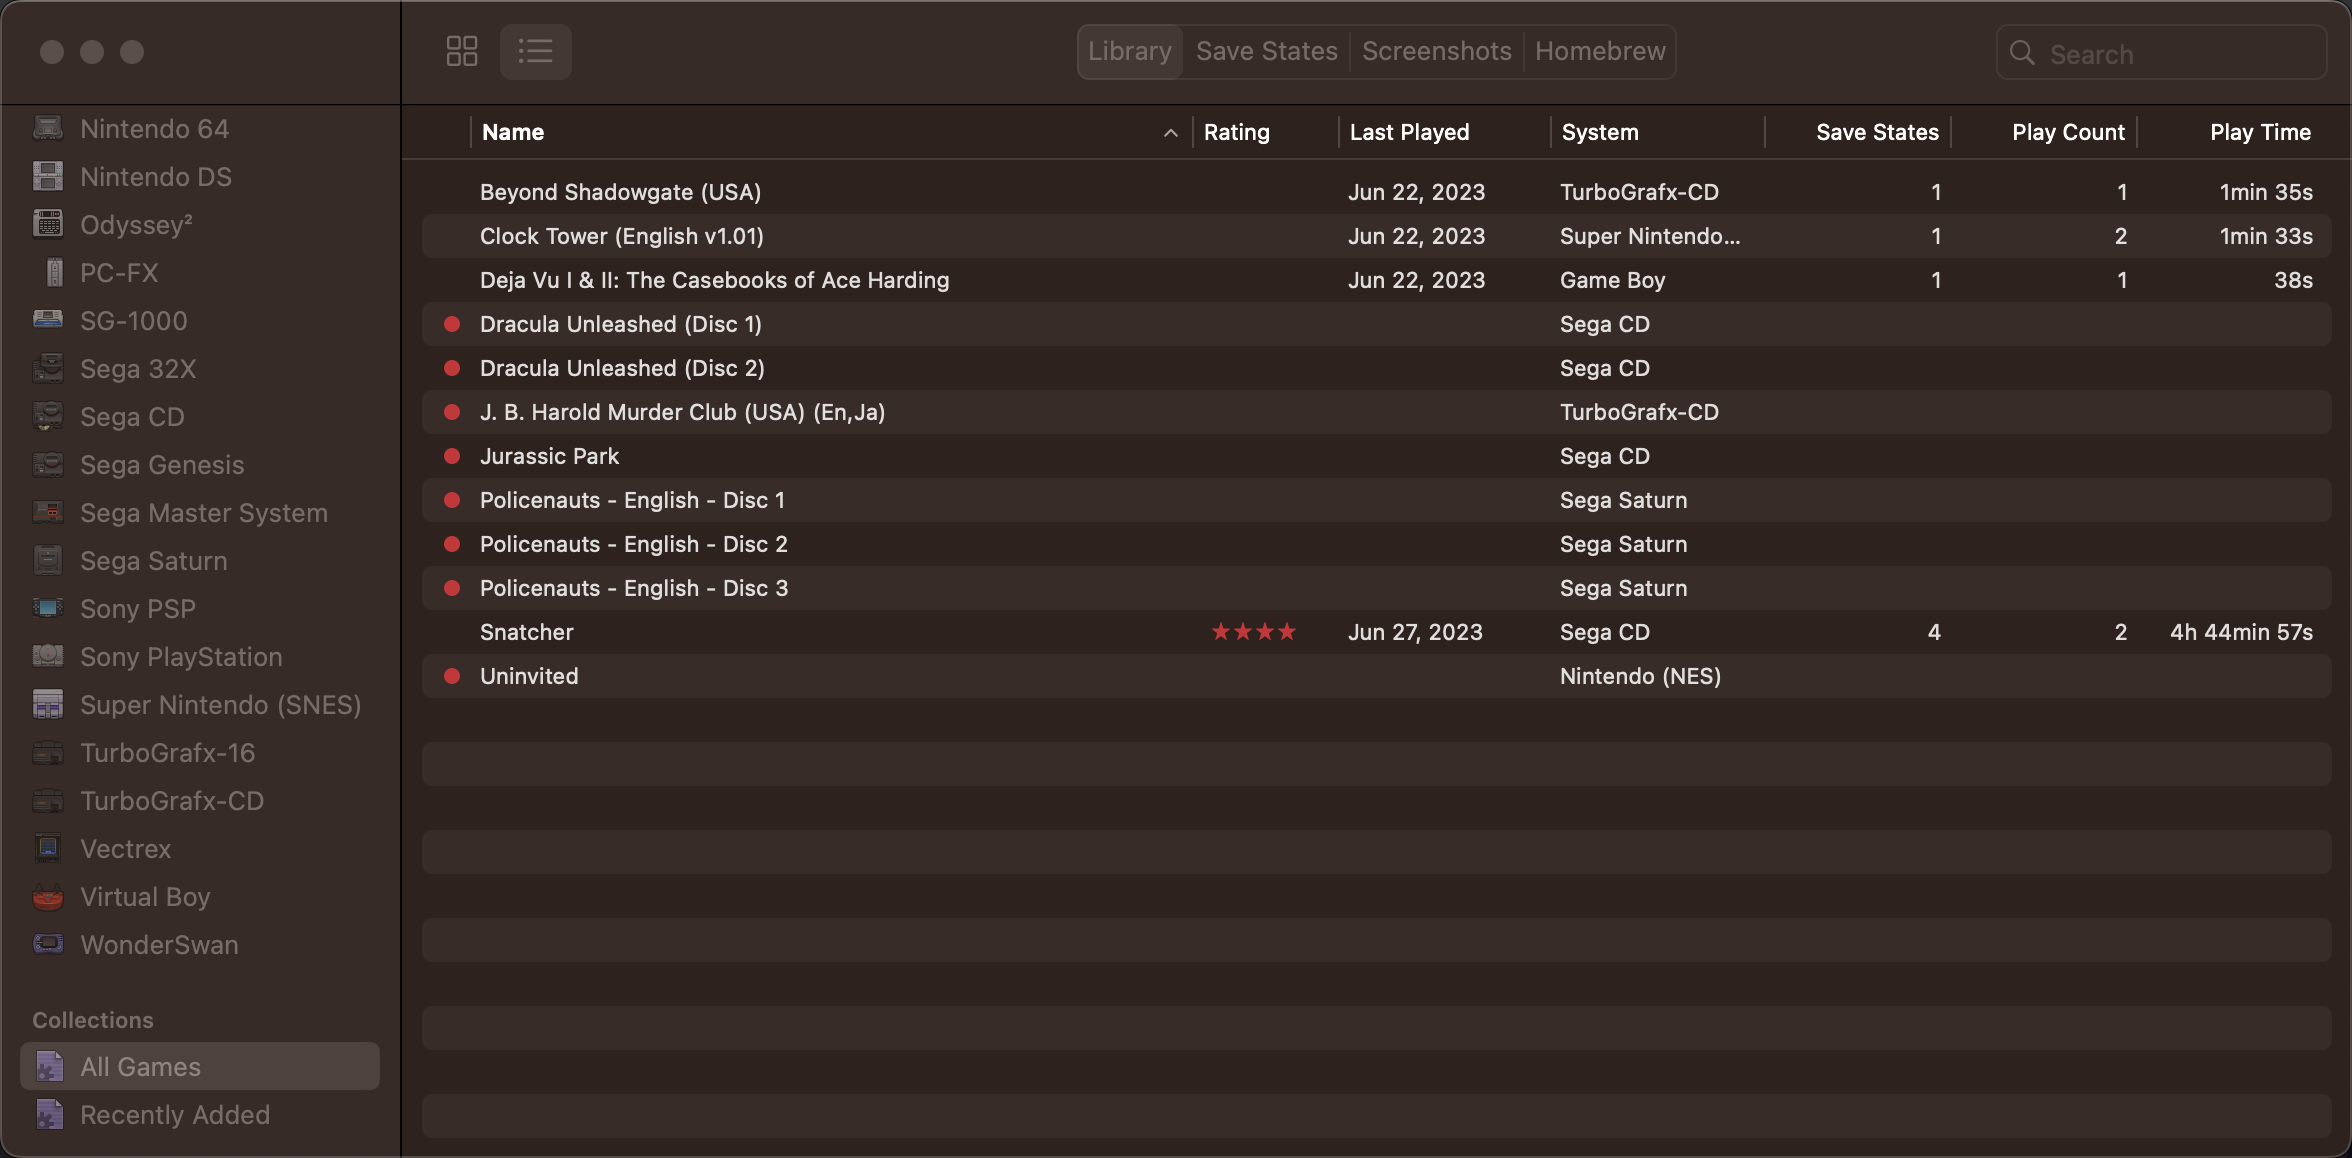 Library
Save States
Screenshots
Homebrew
Search
Nintendo 64
Nintendo DS
Odyssey²
PC-FX
SG-1000
Sega 32X
Sega CD
Sega Genesis
Sega Master System
Sega Saturn
Sony PSP
Sony PlayStation
Super Nintendo (SNES)
TurboGrafx-16
TurboGrafx-CD
Vectrex
Virtual Boy
WonderSwan
Collections
All Games
Recently Added
Name Rating Last Played System Save States Play Count Play Time
Beyond Shadowgate (USA) Jun 22, 2023 TurboGrafx-CD 1 1 1min 35s
Clock Tower (English v1.01) Jun 22, 2023 Super Nintendo... 1 2 1min 33s
Deja Vu I & II: The Casebooks of Ace Harding Jun 22, 2023 Game Boy 1 1 38s
Dracula Unleashed (Disc 1) Sega CD
Dracula Unleashed (Disc 2) Sega CD
J. B. Harold Murder Club (USA) (En,Ja) TurboGrafx-CD
Jurassic Park Sega CD
Policenauts - English - Disc 1 Sega Saturn
Policenauts - English - Disc 2 Sega Saturn
Policenauts - English - Disc 3 Sega Saturn
Snatcher ★★★★ Jun 27, 2023 Sega CD 4 2 4h 44min 57s
Uninvited Nintendo (NES)